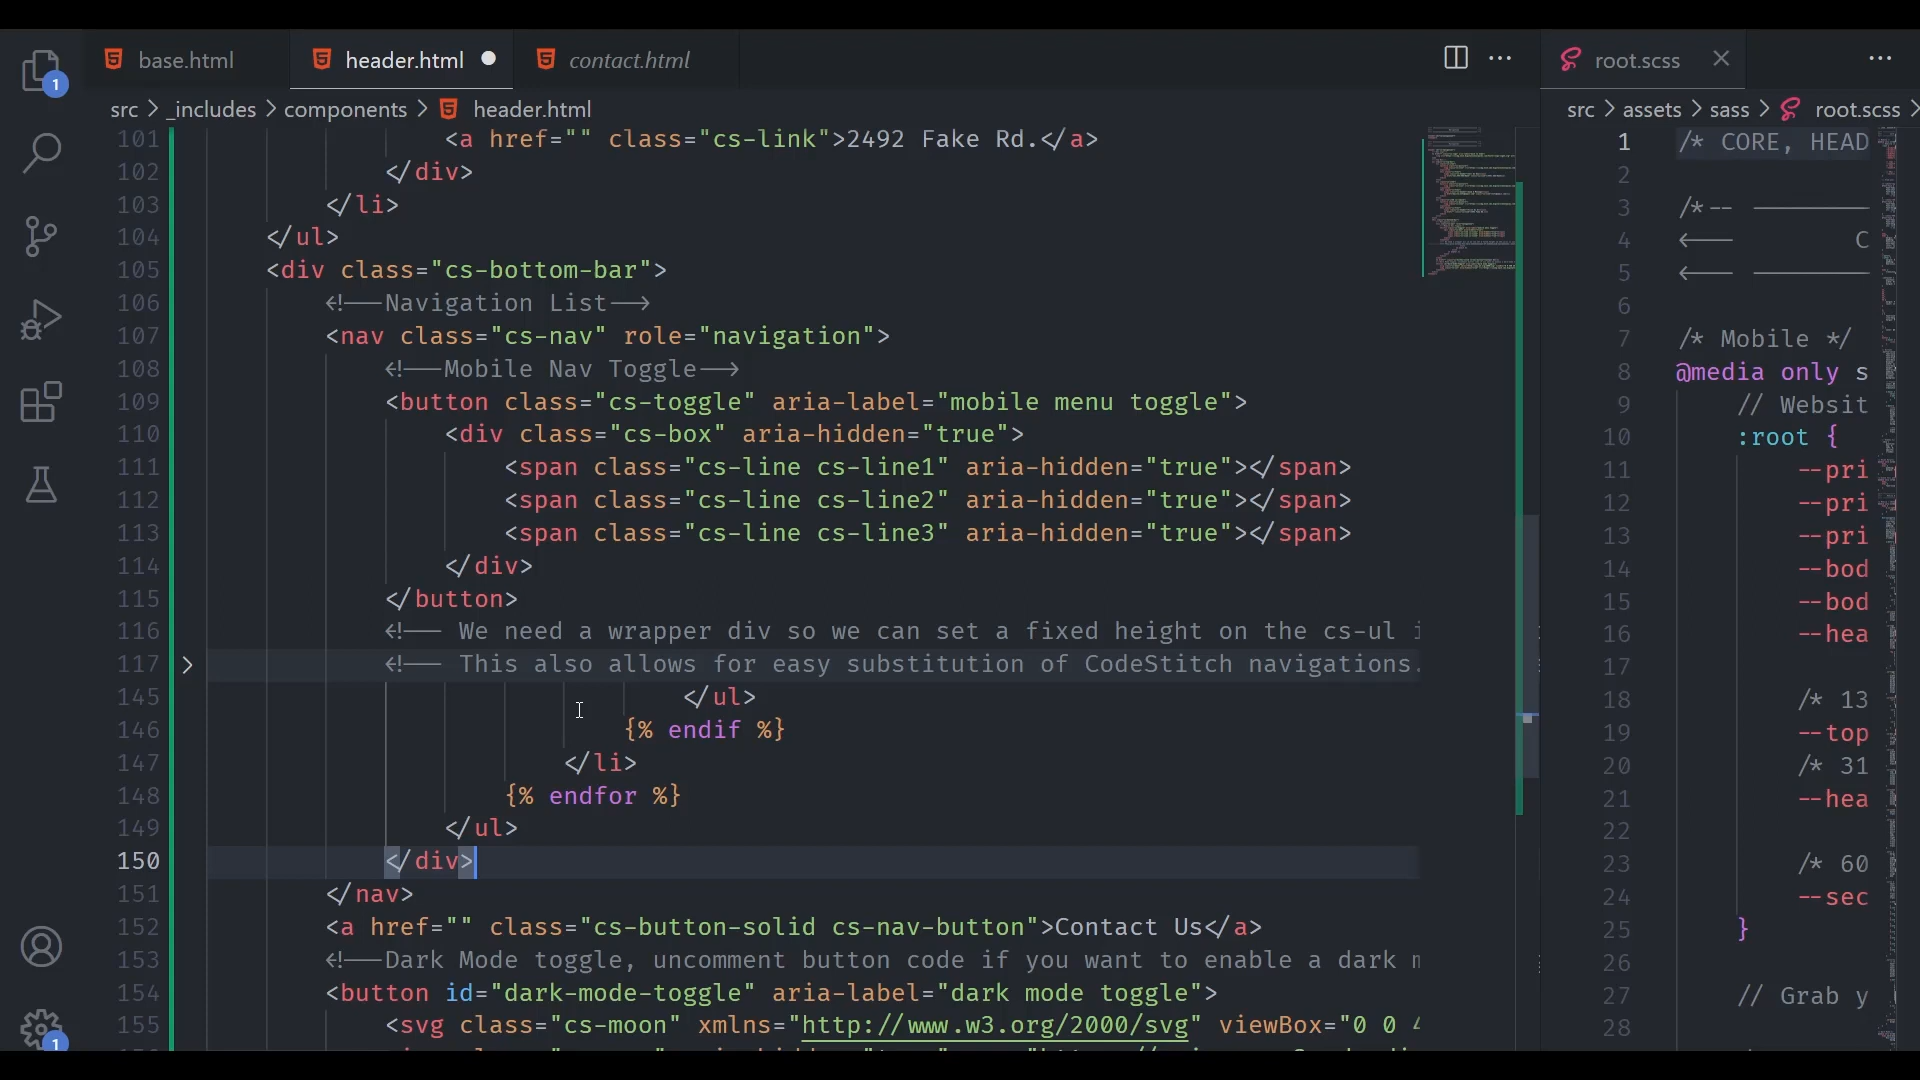 base.html
header.html
contact.html
root.scss
src > _includes > components > header.html
src > assets > sass > root.scss >
101 <a href="" class="cs-link">2492 Fake Rd.</a>
102 </div>
103 </li>
104 </ul>
105 <div class="cs-bottom-bar">
106 <!--Navigation List-->
107 <nav class="cs-nav" role="navigation">
108 <!--Mobile Nav Toggle-->
109 <button class="cs-toggle" aria-label="mobile menu toggle">
110 <div class="cs-box" aria-hidden="true">
111 <span class="cs-line cs-line1" aria-hidden="true"></span>
112 <span class="cs-line cs-line2" aria-hidden="true"></span>
113 <span class="cs-line cs-line3" aria-hidden="true"></span>
114 </div>
115 </button>
116 <!-- We need a wrapper div so we can set a fixed height on the cs-ul
117 <!-- This also allows for easy substitution of CodeStitch navigations.
145 </ul>
146 {% endif %}
147 </li>
148 {% endfor %}
149 </ul>
150 </div>
151 </nav>
152 <a href="" class="cs-button-solid cs-nav-button">Contact Us</a>
153 <!--Dark Mode toggle, uncomment button code if you want to enable a dark
154 <button id="dark-mode-toggle" aria-label="dark mode toggle">
155 <svg class="cs-moon" xmlns="http://www.w3.org/2000/svg" viewBox="0 0
1 /* CORE, HEAD
2
3 /*--
4 <-- C
5 <--
6
7 /* Mobile */
8 @media only s
9 // Websit
10 :root {
11 --pri
12 --pri
13 --pri
14 --bod
15 --bod
16 --hea
17
18 /* 13
19 --top
20 /* 31
21 --hea
22
23 /* 60
24 --sec
25 }
26
27 // Grab y
28
1
1